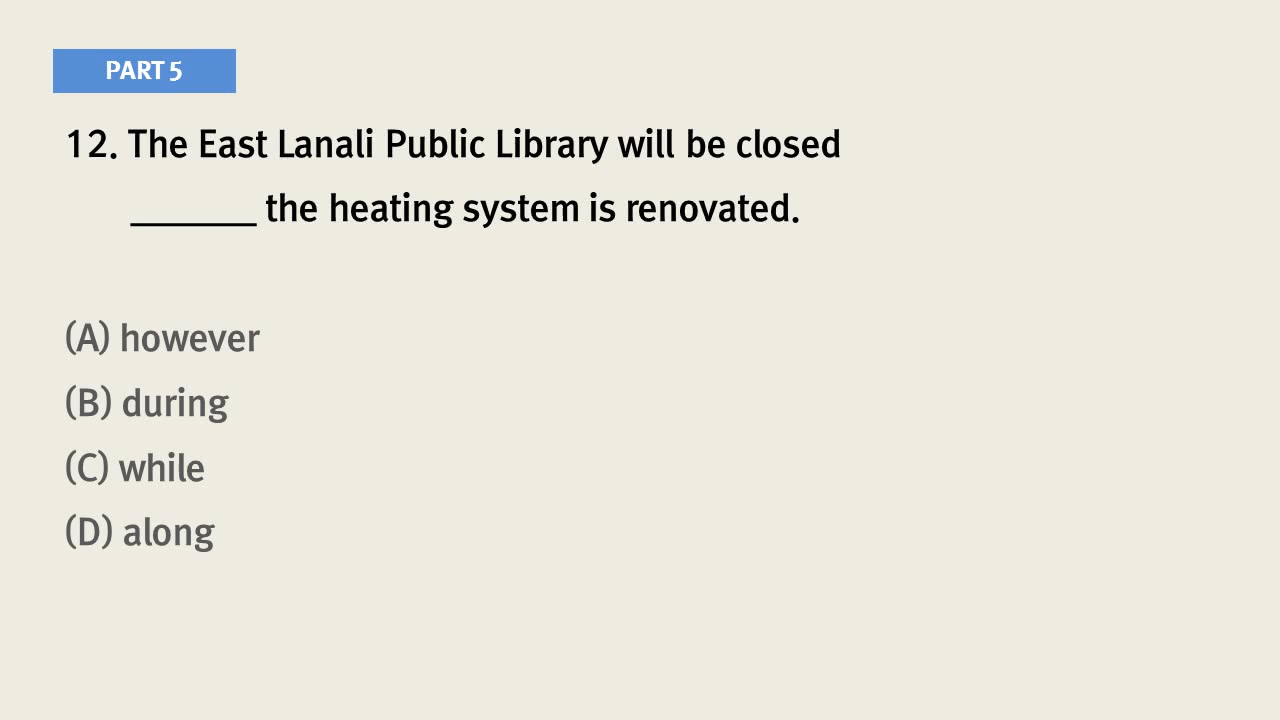 PART 5
12. The East Lanali Public Library will be closed
_______ the heating system is renovated.
(A) however
(B) during
(C) while
(D) along